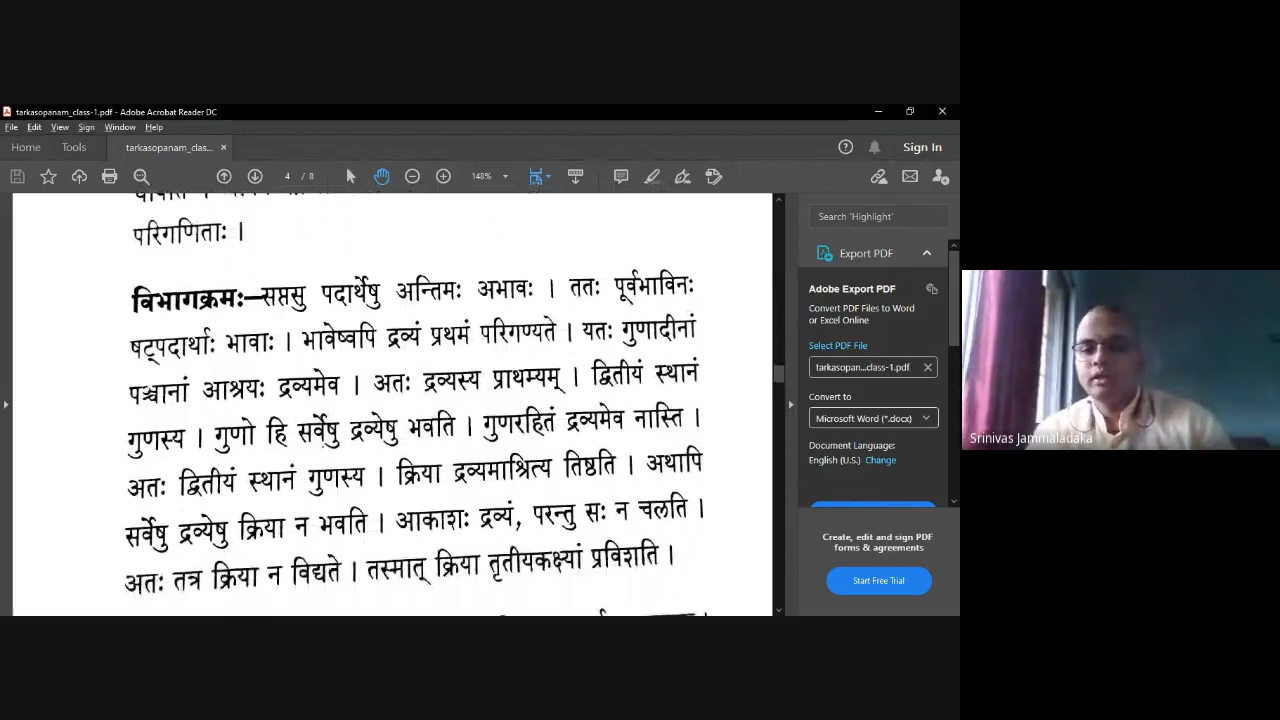 tarkasopanam_class-1.pdf - Adobe Acrobat Reader DC
File Edit View Sign Window Help
Home Tools tarkasopanam_clas... × Sign In
4 / 8 148%
परिगणिताः ।
विभागक्रमः–सप्तसु पदार्थेषु अन्तिमः अभावः । ततः पूर्वभाविनः
षट्पदार्थाः भावाः । भावेष्वपि द्रव्यं प्रथमं परिगण्यते । यतः गुणादीनां
पञ्चानां आश्रयः द्रव्यमेव । अतः द्रव्यस्य प्राथम्यम् । द्वितीयं स्थानं
गुणस्य । गुणो हि सर्वेषु द्रव्येषु भवति । गुणरहितं द्रव्यमेव नास्ति ।
अतः द्वितीयं स्थानं गुणस्य । क्रिया द्रव्यमाश्रित्य तिष्ठति । अथापि
सर्वेषु द्रव्येषु क्रिया न भवति । आकाशः द्रव्यं, परन्तु सः न चलति ।
अतः तत्र क्रिया न विद्यते । तस्मात् क्रिया तृतीयकक्ष्यां प्रविशति ।
Search 'Highlight'
Export PDF
Adobe Export PDF
Convert PDF Files to Word
or Excel Online
Select PDF File
tarkasopan...class-1.pdf ×
Convert to
Microsoft Word (*.docx)
Document Language:
English (U.S.) Change
Create, edit and sign PDF
forms & agreements
Start Free Trial
Srinivas Jammaladaka